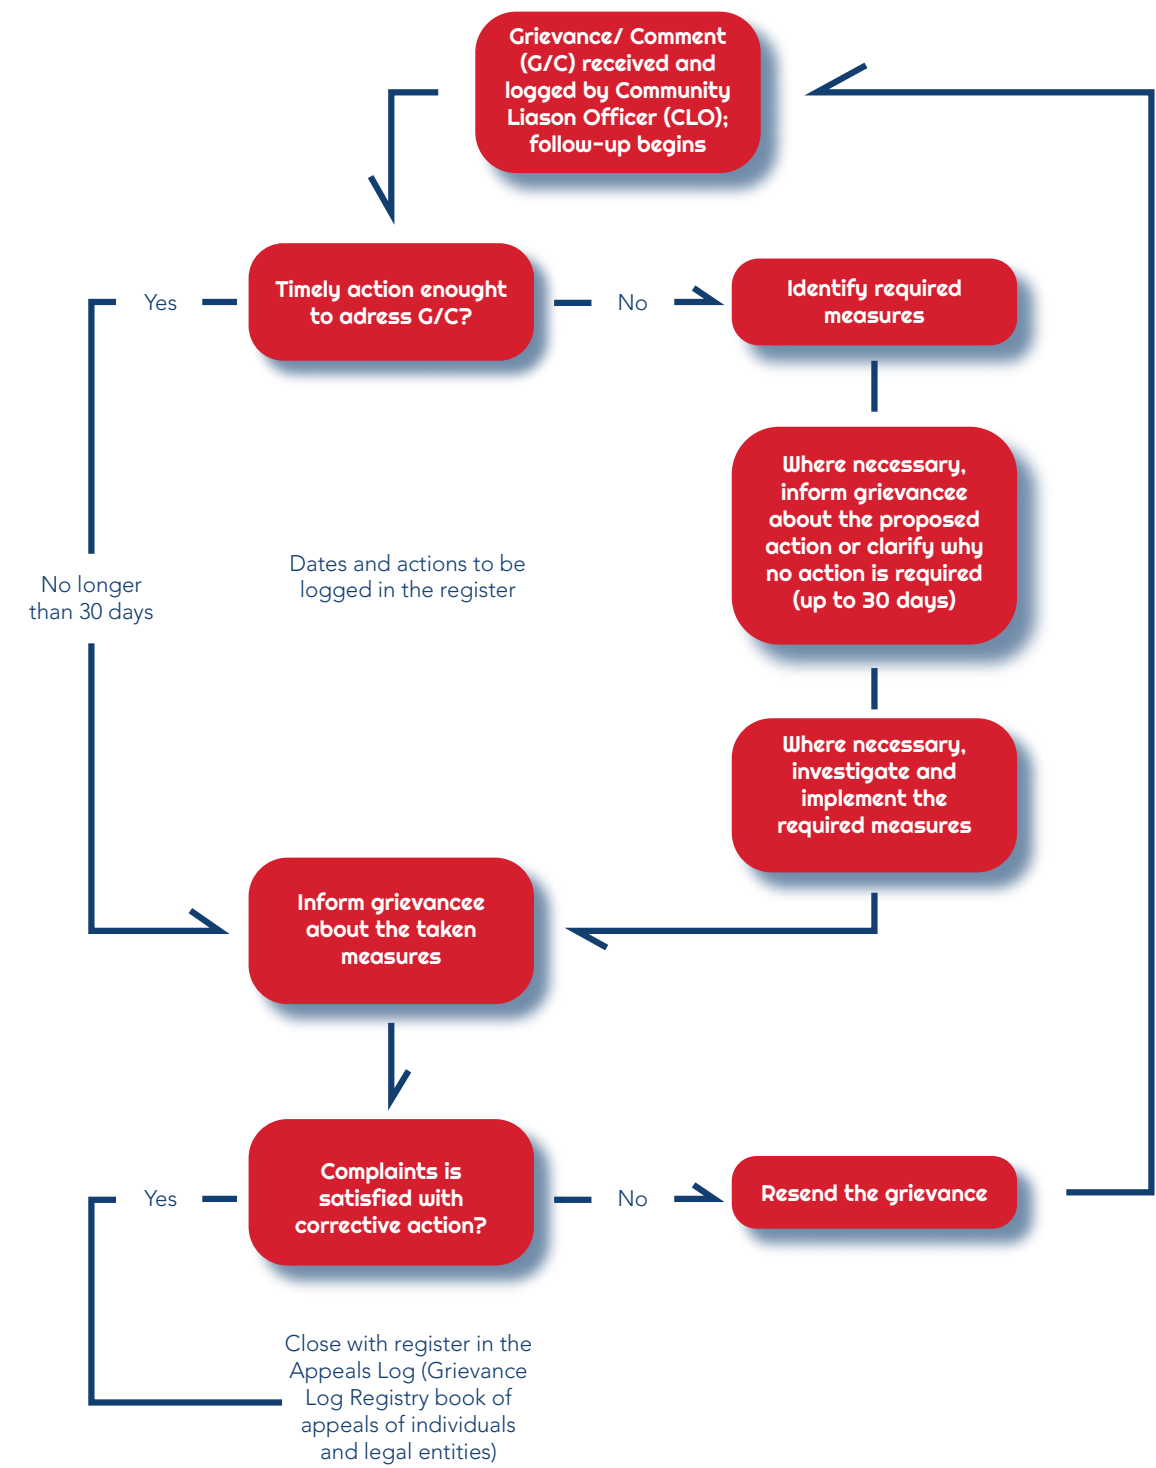 Grievance/ Comment
(G/C) received and
logged by Community
Liason Officer (CLO);
follow-up begins
Yes
Timely action enought
to adress G/C?
No
Identify required
measures
Where necessary,
inform grievancee
about the proposed
action or clarify why
no action is required
(up to 30 days)
Dates and actions to be
logged in the register
No longer
than 30 days
Where necessary,
investigate and
implement the
required measures
Inform grievancee
about the taken
measures
Yes
Complaints is
satisfied with
corrective action?
No
Resend the grievance
Close with register in the
Appeals Log (Grievance
Log Registry book of
appeals of individuals
and legal entities)